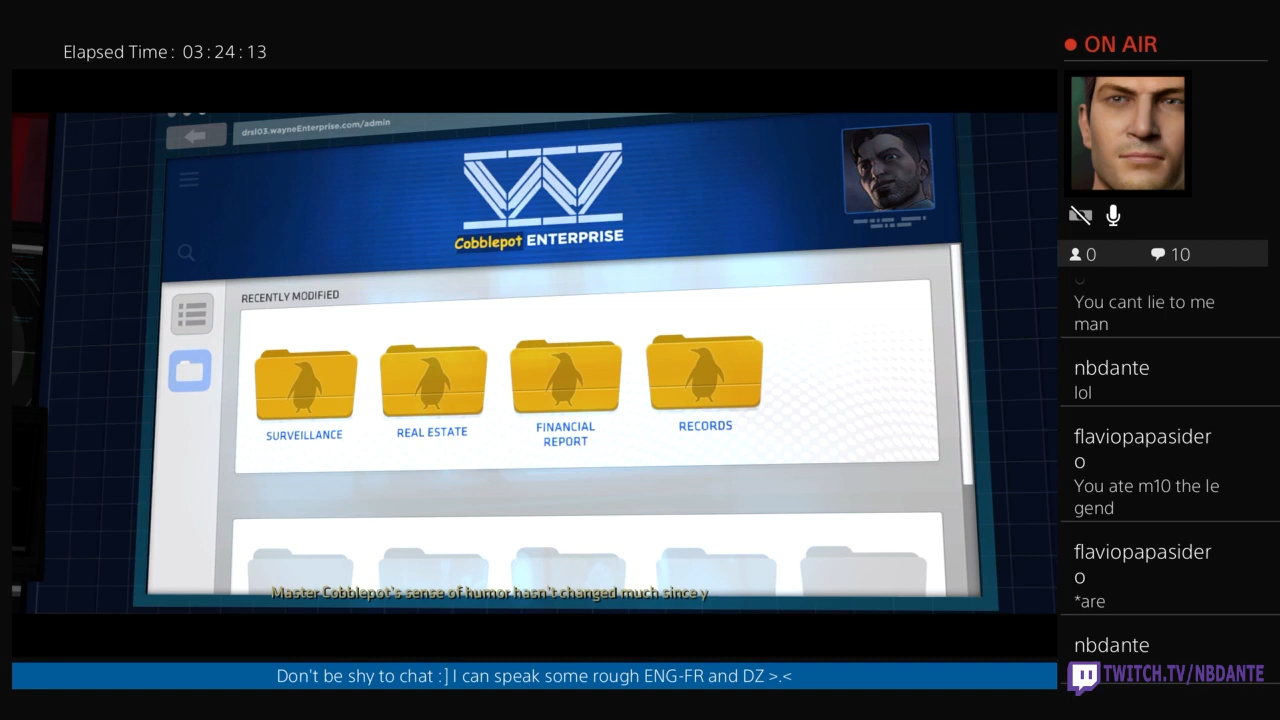 Elapsed Time: 03:24:13
ON AIR
drsl03.wayneEnterprise.com/admin
W
Cobblepot ENTERPRISE
RECENTLY MODIFIED
SURVEILLANCE
REAL ESTATE
FINANCIAL
REPORT
RECORDS
Master Cobblepot's sense of humor hasn't changed much since y
0
10
You cant lie to me
man
nbdante
lol
flaviopapasider
o
You ate m10 the le
gend
flaviopapasider
o
*are
nbdante
TWITCH.TV/NBDANTE
Don't be shy to chat :] I can speak some rough ENG-FR and DZ >.<